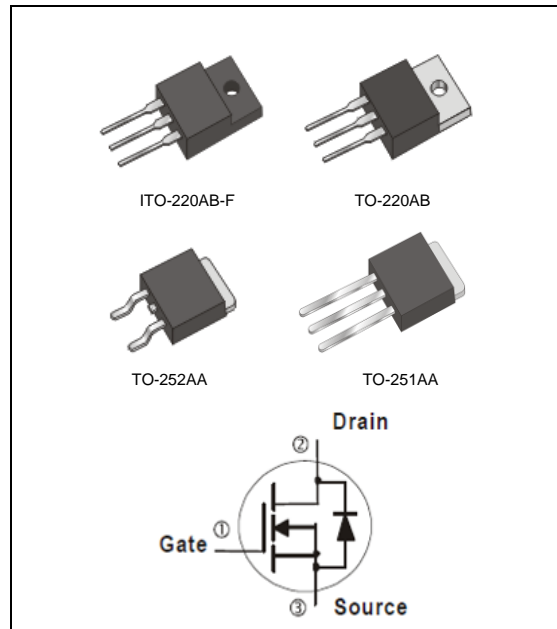 ITO-220AB-F
TO-220AB
TO-252AA
TO-251AA
Drain
②
①
Gate
③
Source